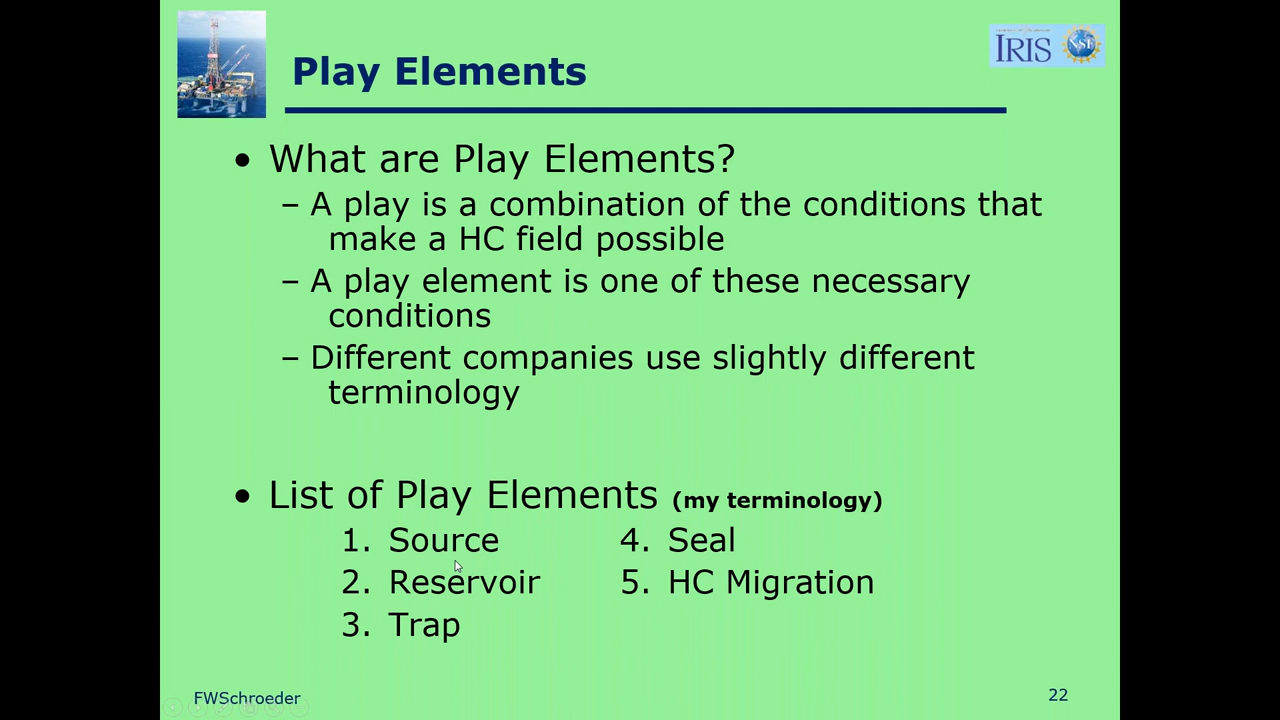 Play Elements
IRIS
NSF
• What are Play Elements?
– A play is a combination of the conditions that
make a HC field possible
– A play element is one of these necessary
conditions
– Different companies use slightly different
terminology
• List of Play Elements (my terminology)
1. Source
2. Reservoir
3. Trap
4. Seal
5. HC Migration
FWSchroeder
22